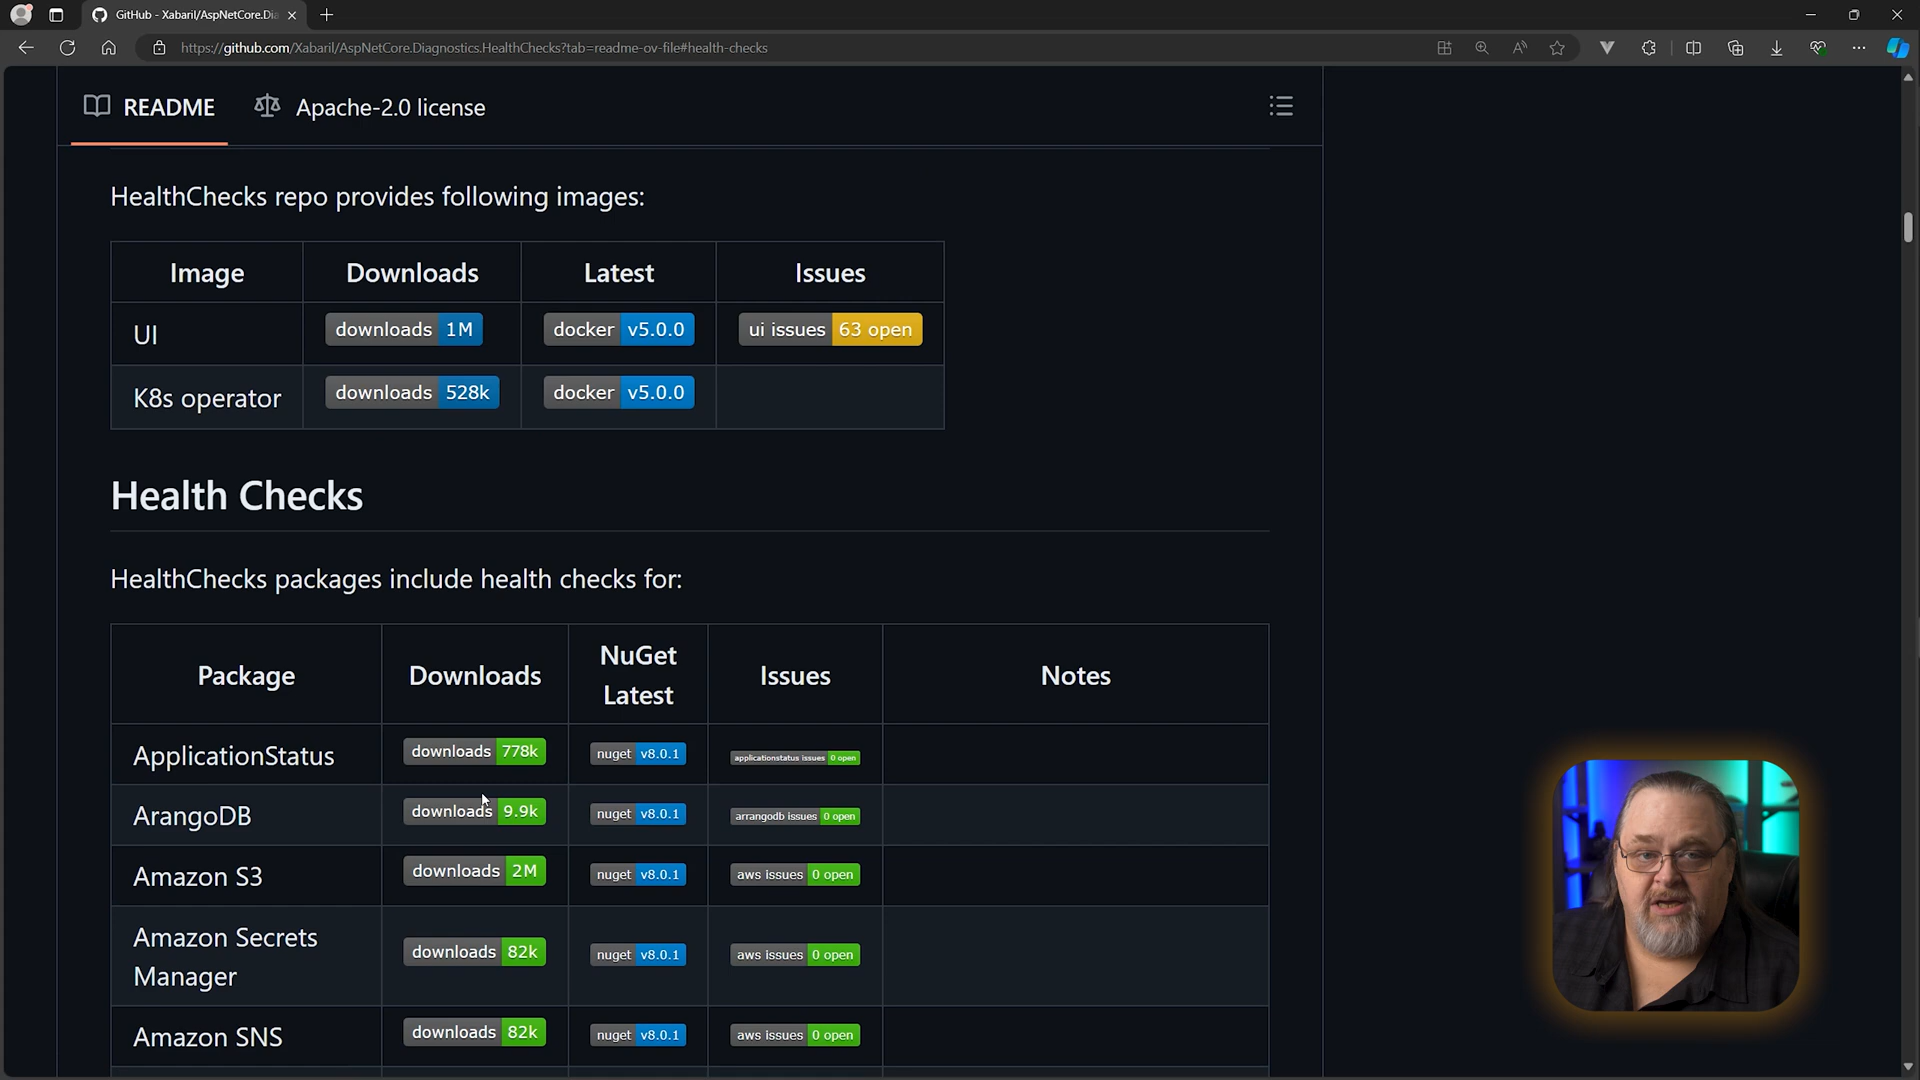 GitHub - Xabaril/AspNetCore.Dia
https://github.com/Xabaril/AspNetCore.Diagnostics.HealthChecks?tab=readme-ov-file#health-checks
README
Apache-2.0 license
HealthChecks repo provides following images:
Image Downloads Latest Issues
UI downloads 1M docker v5.0.0 ui issues 63 open
K8s operator downloads 528k docker v5.0.0
Health Checks
HealthChecks packages include health checks for:
Package Downloads NuGet Latest Issues Notes
ApplicationStatus downloads 778k nuget v8.0.1 applicationstatus issues 0 open
ArangoDB downloads 9.9k nuget v8.0.1 arrangodb issues 0 open
Amazon S3 downloads 2M nuget v8.0.1 aws issues 0 open
Amazon Secrets Manager downloads 82k nuget v8.0.1 aws issues 0 open
Amazon SNS downloads 82k nuget v8.0.1 aws issues 0 open